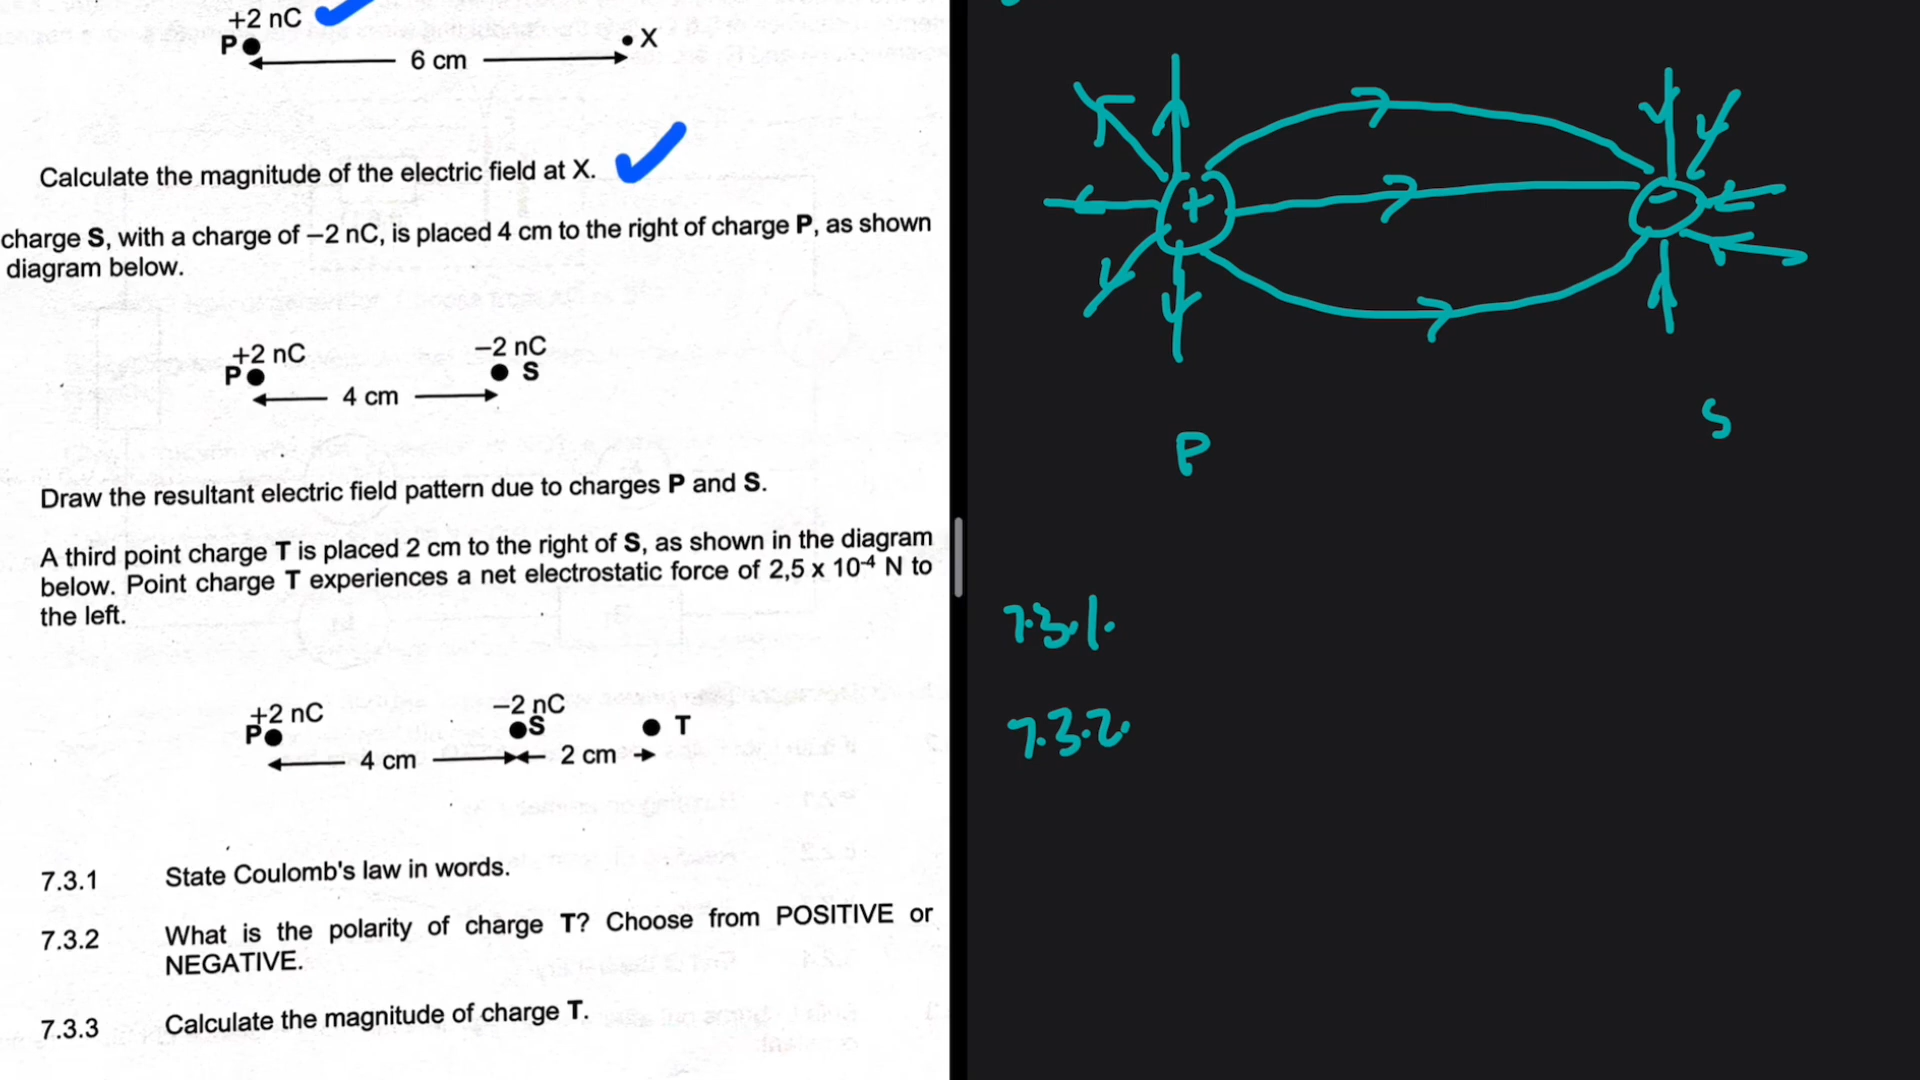 +2 nC
P
X
6 cm
Calculate the magnitude of the electric field at X.
charge S, with a charge of –2 nC, is placed 4 cm to the right of charge P, as shown
diagram below.
+2 nC
–2 nC
P
S
4 cm
Draw the resultant electric field pattern due to charges P and S.
A third point charge T is placed 2 cm to the right of S, as shown in the diagram
below. Point charge T experiences a net electrostatic force of 2,5 x 10⁻⁴ N to
the left.
+2 nC
–2 nC
P
S
T
4 cm
2 cm
7.3.1 State Coulomb's law in words.
7.3.2 What is the polarity of charge T? Choose from POSITIVE or
NEGATIVE.
7.3.3 Calculate the magnitude of charge T.
+
–
P
S
7.3.1.
7.3.2.